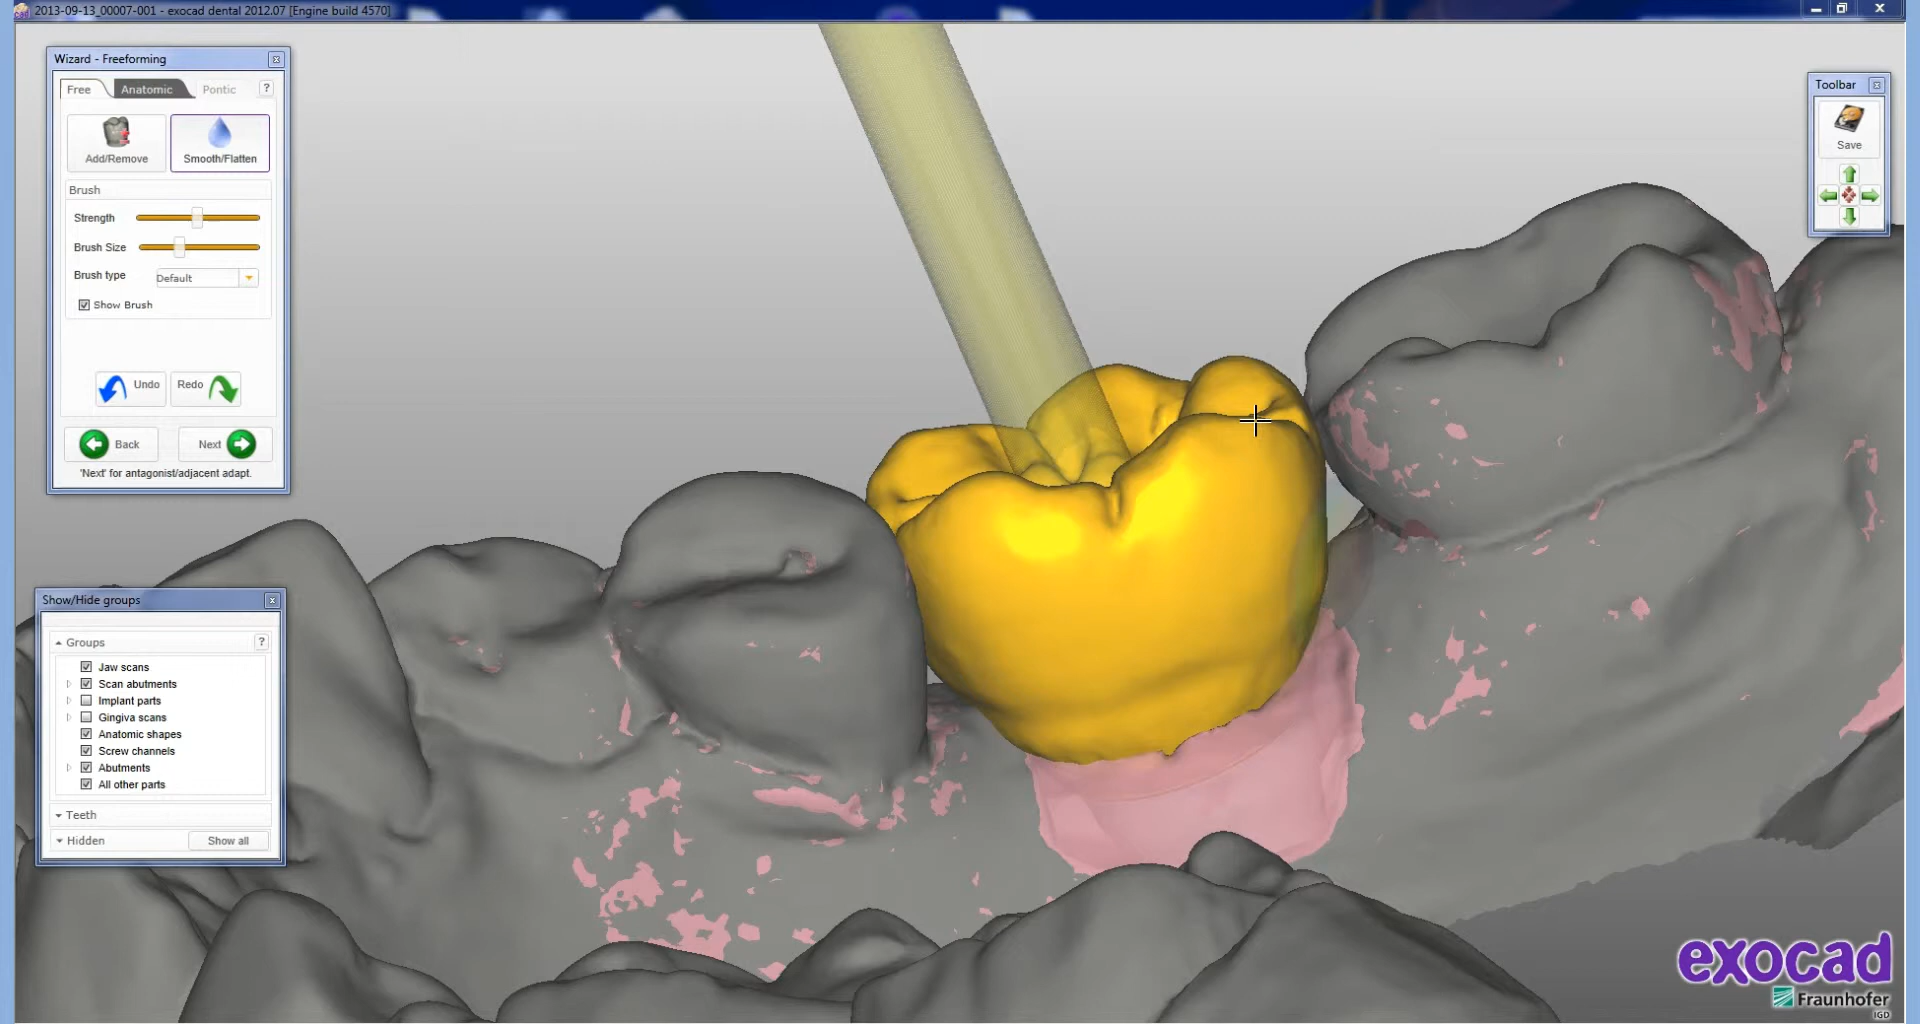 2013-09-13_00007-001 - exocad dental 2012.07 [Engine build 4570]
Wizard - Freeforming
Free Anatomic Pontic ?
Add/Remove Smooth/Flatten
Brush
Strength
Brush Size
Brush type Default
Show Brush
Undo Redo
Back Next
'Next' for antagonist/adjacent adapt.
Toolbar
Save
Show/Hide groups
Groups ?
Jaw scans
Scan abutments
Implant parts
Gingiva scans
Anatomic shapes
Screw channels
Abutments
All other parts
Teeth
Hidden Show all
exocad
Fraunhofer
IGD